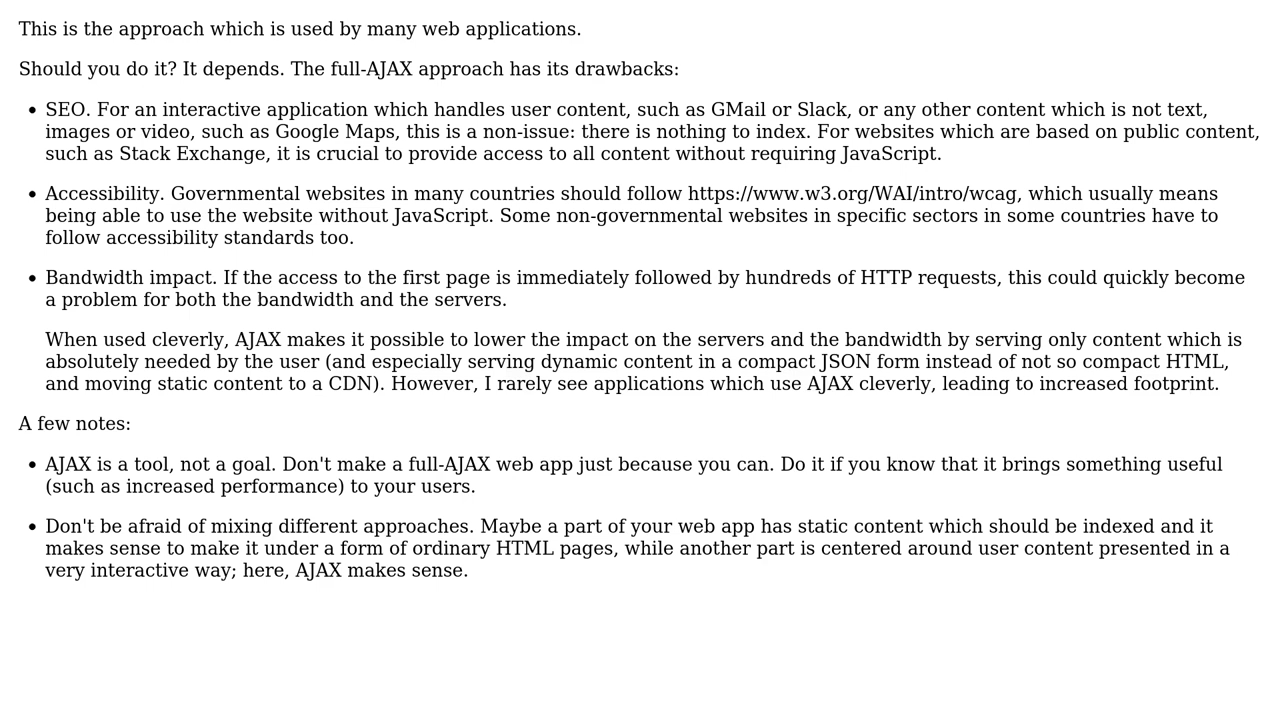 This is the approach which is used by many web applications.
Should you do it? It depends. The full-AJAX approach has its drawbacks:
• SEO. For an interactive application which handles user content, such as GMail or Slack, or any other content which is not text,
images or video, such as Google Maps, this is a non-issue: there is nothing to index. For websites which are based on public content,
such as Stack Exchange, it is crucial to provide access to all content without requiring JavaScript.
• Accessibility. Governmental websites in many countries should follow https://www.w3.org/WAI/intro/wcag, which usually means
being able to use the website without JavaScript. Some non-governmental websites in specific sectors in some countries have to
follow accessibility standards too.
• Bandwidth impact. If the access to the first page is immediately followed by hundreds of HTTP requests, this could quickly become
a problem for both the bandwidth and the servers.
When used cleverly, AJAX makes it possible to lower the impact on the servers and the bandwidth by serving only content which is
absolutely needed by the user (and especially serving dynamic content in a compact JSON form instead of not so compact HTML,
and moving static content to a CDN). However, I rarely see applications which use AJAX cleverly, leading to increased footprint.
A few notes:
• AJAX is a tool, not a goal. Don't make a full-AJAX web app just because you can. Do it if you know that it brings something useful
(such as increased performance) to your users.
• Don't be afraid of mixing different approaches. Maybe a part of your web app has static content which should be indexed and it
makes sense to make it under a form of ordinary HTML pages, while another part is centered around user content presented in a
very interactive way; here, AJAX makes sense.